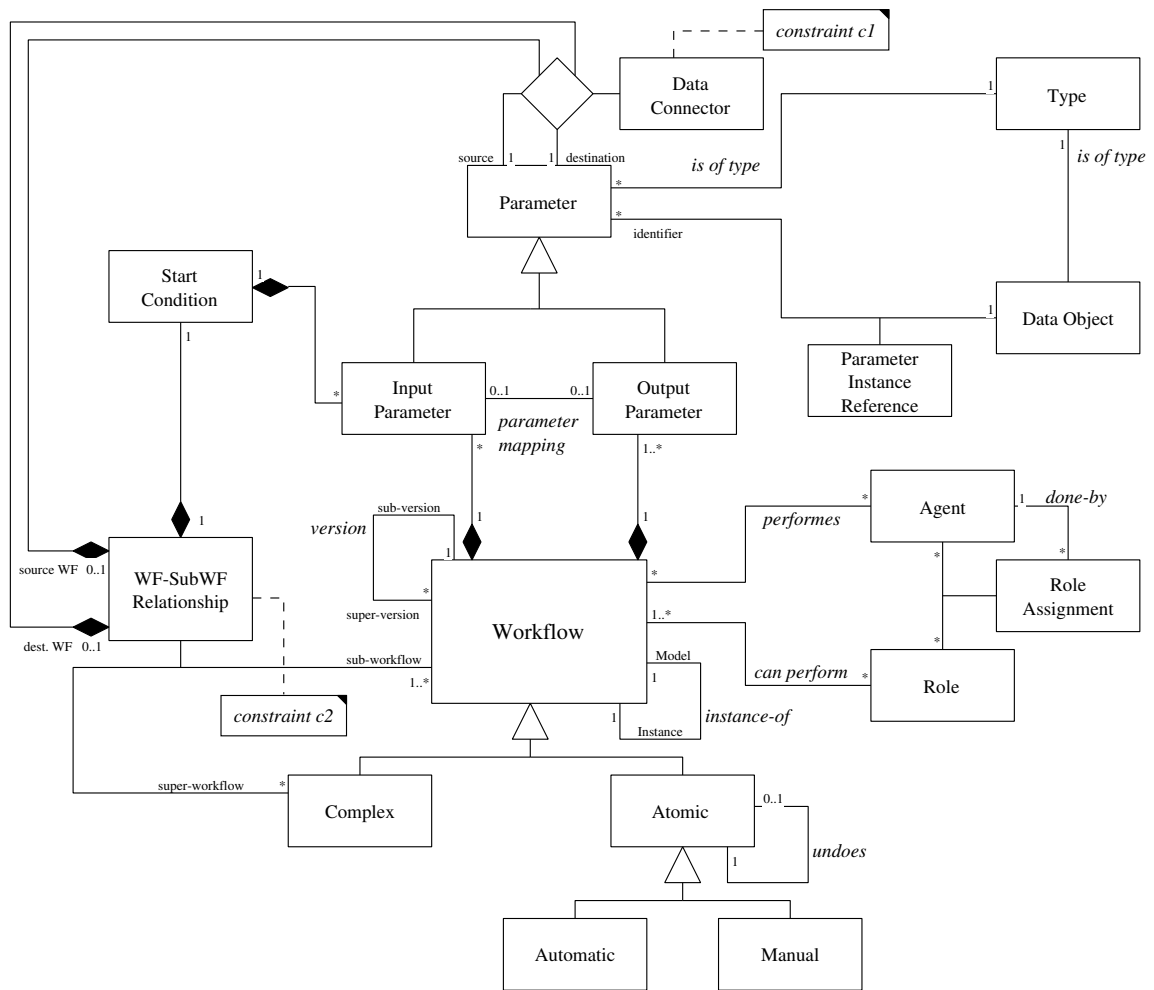 constraint c1
Data
Connector
Type
1
1
is of type
source
1
1
destination
is of type
*
Parameter
*
identifier
Start
Condition
1
1
1
Data Object
Parameter
Instance
Reference
Input
Parameter
0..1
0..1
Output
Parameter
*
parameter
mapping
*
1..*
Agent
1
done-by
*
performes
*
*
Role
Assignment
version
sub-version
1
1
1
1
source WF 0..1
WF-SubWF
Relationship
*
super-version
*
Workflow
1..*
dest. WF 0..1
sub-workflow
1..*
Model
1
can perform
*
*
Role
constraint c2
1
Instance
instance-of
super-workflow
*
Complex
Atomic
0..1
1
undoes
Automatic
Manual